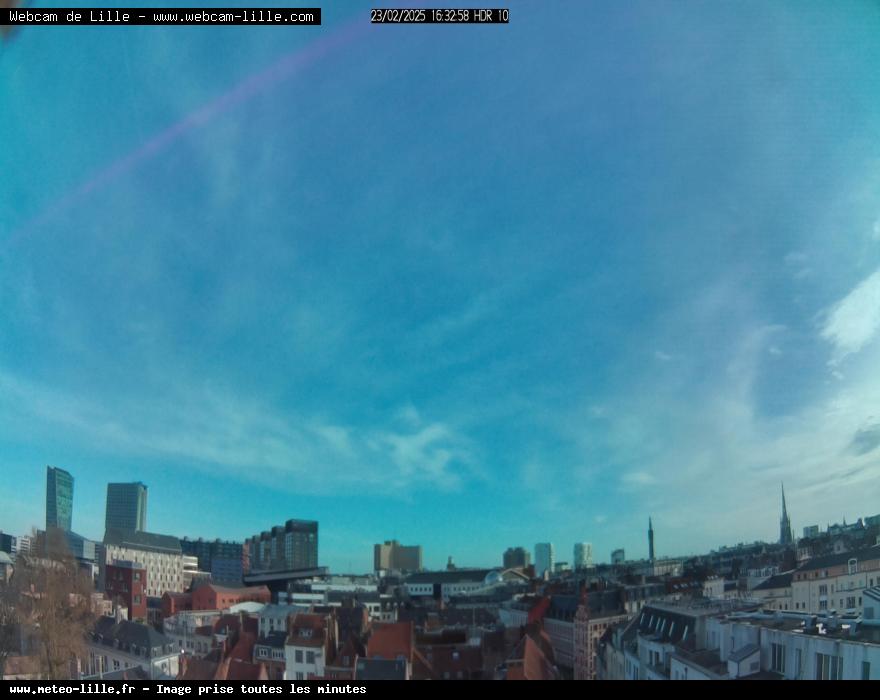 Webcam de Lille - www.webcam-lille.com
23/02/2025 16:32:58 HDR 10
www.meteo-lille.fr - Image prise toutes les minutes